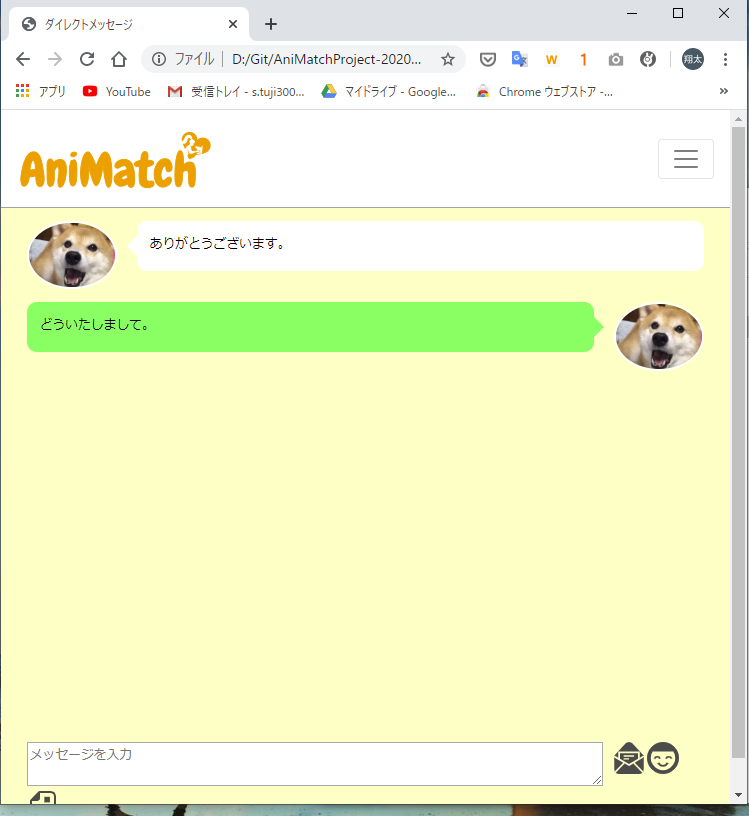 ダイレクトメッセージ
ファイル D:/Git/AniMatchProject-2020...
翔太
アプリ YouTube 受信トレイ - s.tuji300... マイドライブ - Google... Chrome ウェブストア -...
AniMatch
ありがとうございます。
どういたしまして。
メッセージを入力